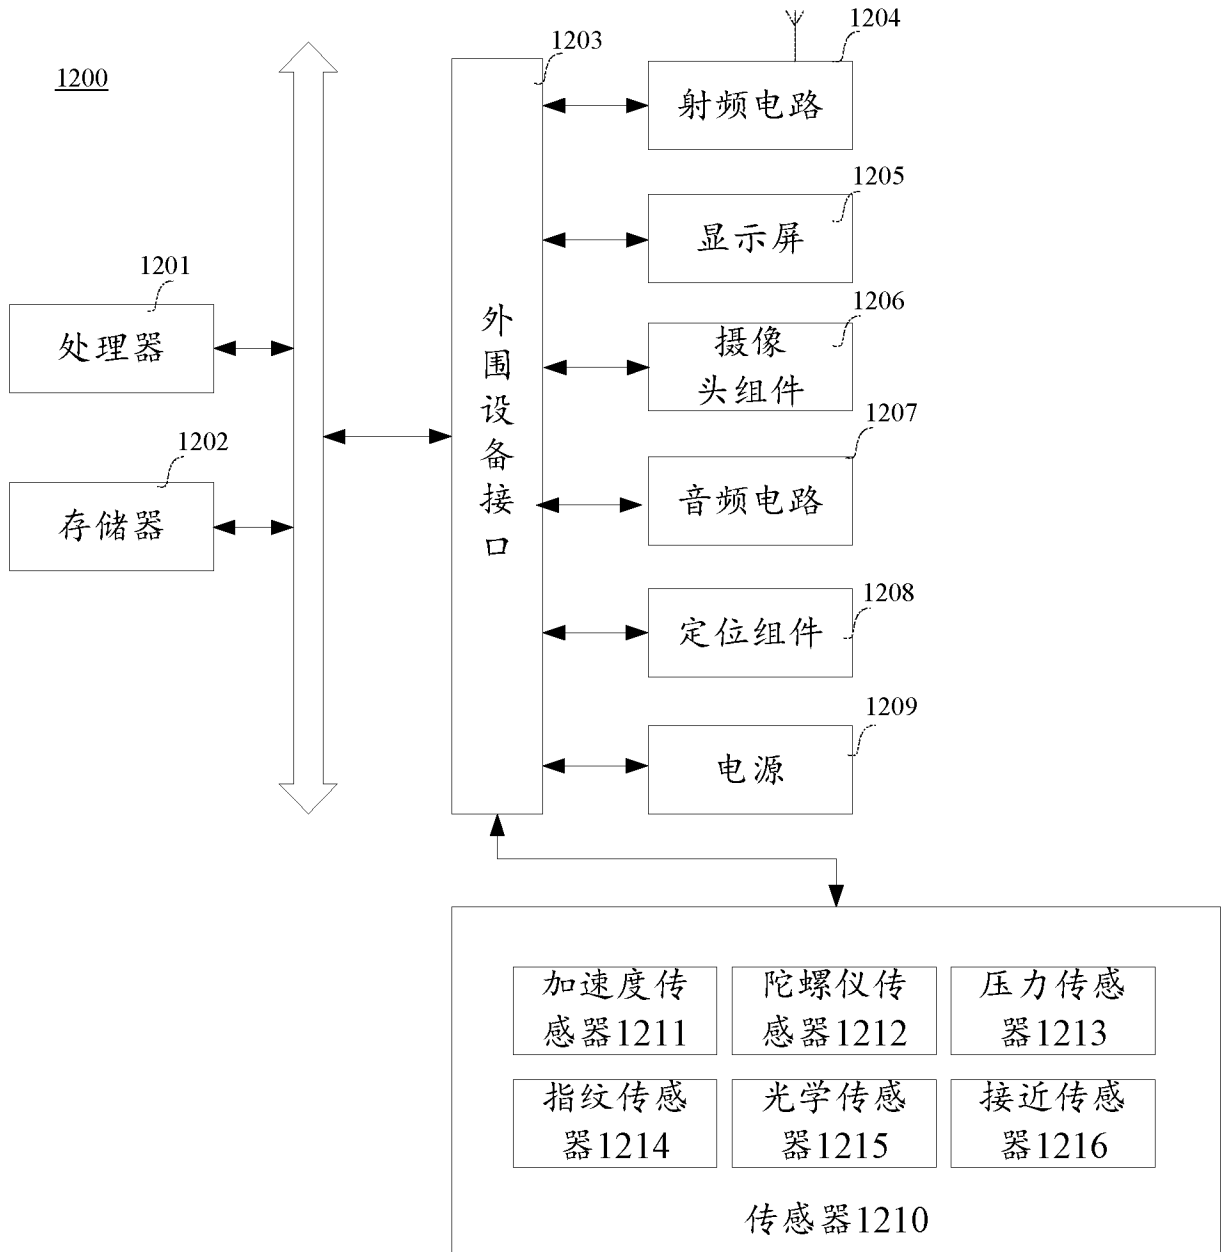 1200
1201
处理器
1202
存储器
1203
外围设备接口
1204
射频电路
1205
显示屏
1206
摄像
头组件
1207
音频电路
1208
定位组件
1209
电源
加速度传
感器1211
陀螺仪传
感器1212
压力传感
器1213
指纹传感
器1214
光学传感
器1215
接近传感
器1216
传感器1210